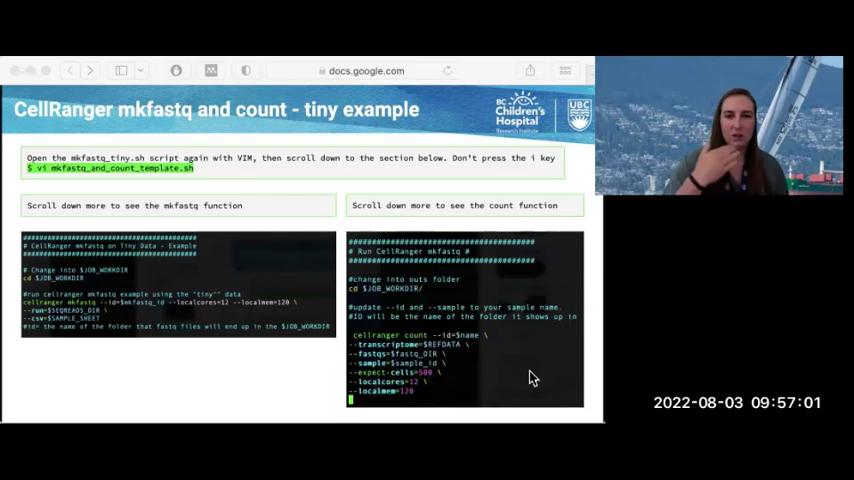 docs.google.com
CellRanger mkfastq and count - tiny example
BC
Children's
Hospital
Research Institute
UBC
Open the mkfastq_tiny.sh script again with VIM, then scroll down to the section below. Don't press the i key
$ vi mkfastq_and_count_template.sh
Scroll down more to see the mkfastq function
Scroll down more to see the count function
########################################
# CellRanger mkfastq on Tiny Data - Example
########################################
# Change into $JOB_WORKDIR
cd $JOB_WORKDIR
#run cellranger mkfastq example using the "tiny"" data
cellranger mkfastq --id=$mkfastq_id --localcores=12 --localmem=120 \
--run=$SEQREADS_DIR \
--csv=$SAMPLE_SHEET
#id= the name of the folder that fastq files will end up in the $JOB_WORKDIR
########################################
# Run CellRanger mkfastq #
########################################
#change into outs folder
cd $JOB_WORKDIR/
#update --id and --sample to your sample name.
#ID will be the name of the folder it shows up in
cellranger count --id=$name \
--transcriptome=$REFDATA \
--fastqs=$fastq_DIR \
--sample=$sample_id \
--expect-cells=500 \
--localcores=12 \
--localmem=120
2022-08-03 09:57:01